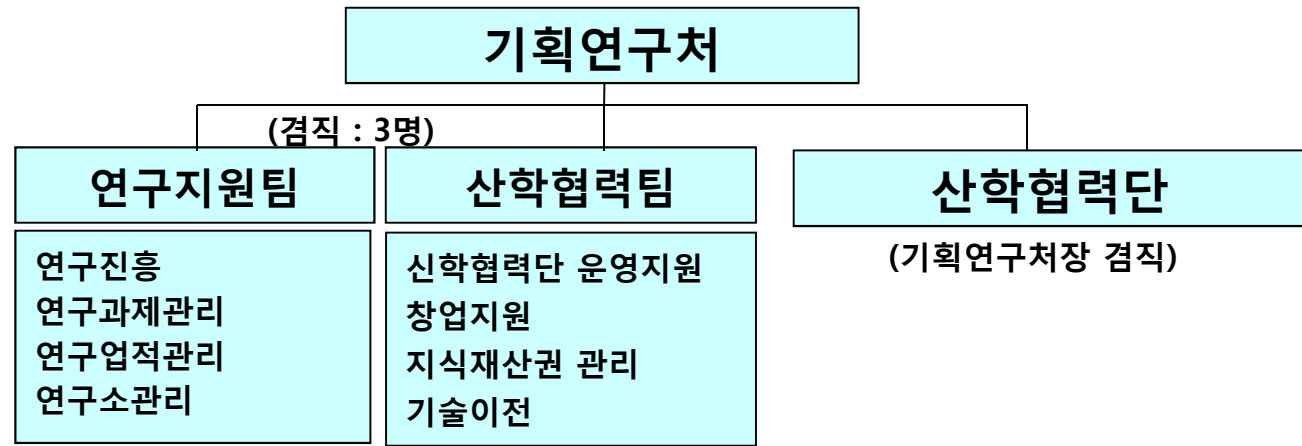 기획연구처
(겸직 : 3명)
연구지원팀
산학협력팀
산학협력단
(기획연구처장 겸직)
연구진흥
연구과제관리
연구업적관리
연구소관리
신학협력단 운영지원
창업지원
지식재산권 관리
기술이전